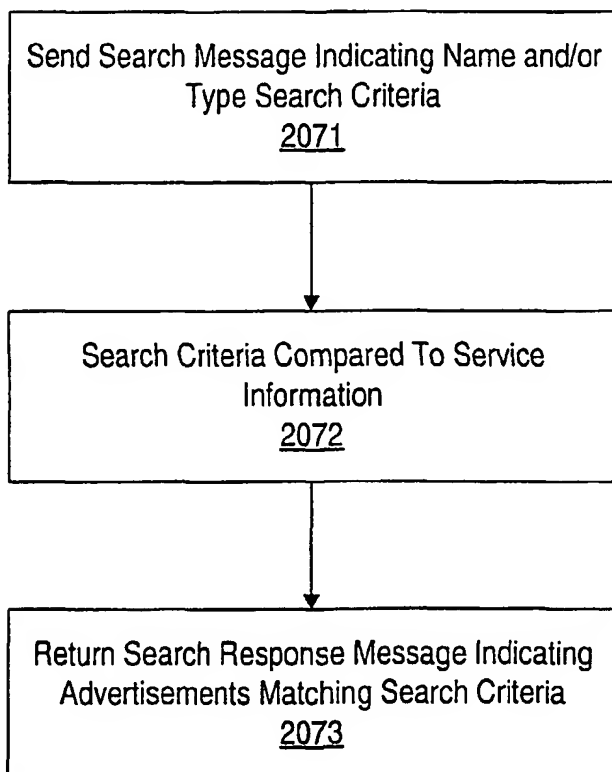 Send Search Message Indicating Name and/or
Type Search Criteria
2071
Search Criteria Compared To Service
Information
2072
Return Search Response Message Indicating
Advertisements Matching Search Criteria
2073